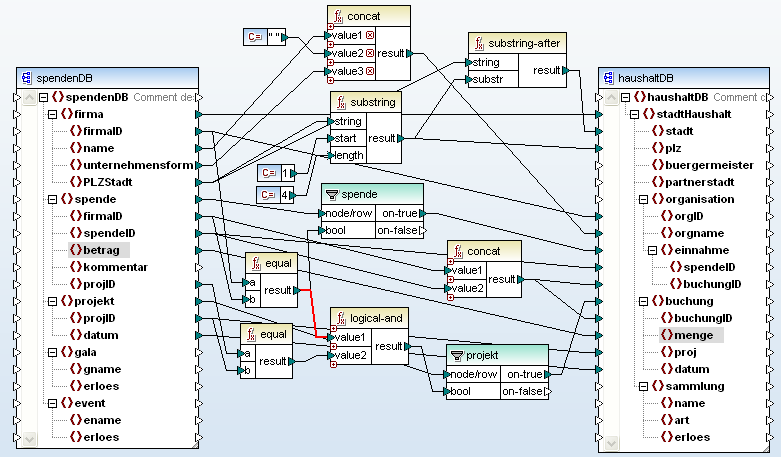 spendenDB
spendenDB Comment de
firma
firmaID
name
unternehmensform
PLZStadt
spende
firmaID
spendeID
betrag
kommentar
projID
projekt
projID
datum
gala
gname
erloes
event
ename
erloes
C= " "
concat
value1
value2
value3
result
substring
string
start
length
result
C= 1
C= 4
substring-after
string
substr
result
spende
node/row on-true
bool on-false
equal
a
b
result
concat
value1
value2
result
equal
a
b
result
logical-and
value1
value2
result
projekt
node/row on-true
bool on-false
haushaltDB
haushaltDB Comment d
stadtHaushalt
stadt
plz
buergermeister
partnerstadt
organisation
orgID
orgname
einnahme
spendeID
buchungID
buchung
buchungID
menge
proj
datum
sammlung
name
art
erloes